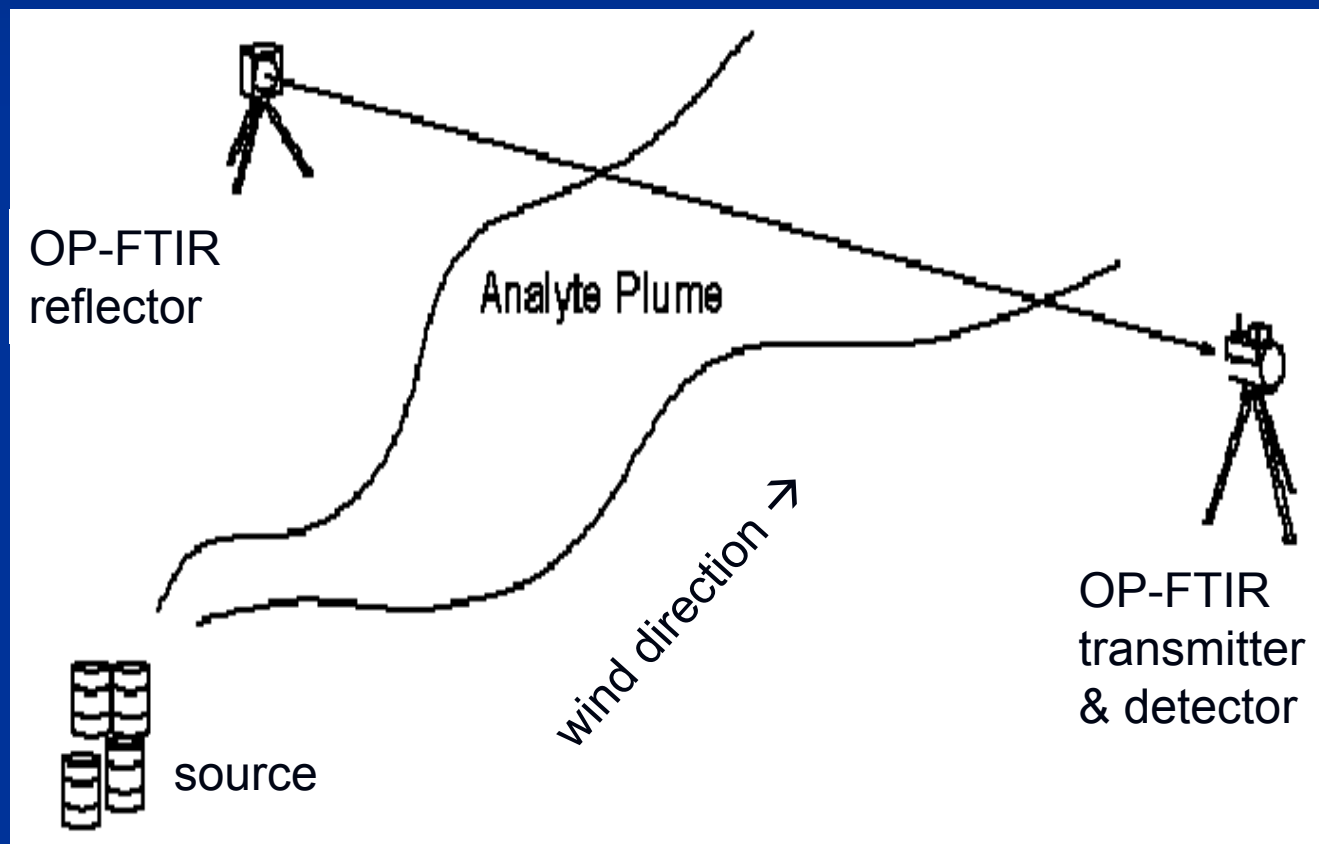 OP-FTIR
reflector
Analyte Plume
wind direction →
OP-FTIR
transmitter
& detector
source